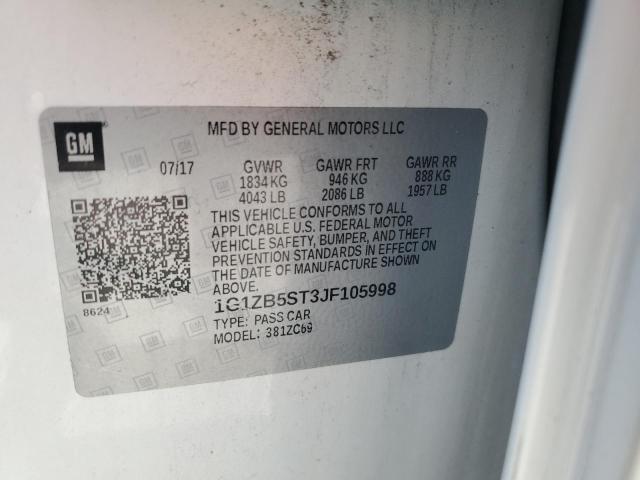 GM
MFD BY GENERAL MOTORS LLC
07/17 GVWR GAWR FRT GAWR RR
1834 KG 946 KG 888 KG
4043 LB 2086 LB 1957 LB
THIS VEHICLE CONFORMS TO ALL
APPLICABLE U.S. FEDERAL MOTOR
VEHICLE SAFETY, BUMPER, AND THEFT
PREVENTION STANDARDS IN EFFECT ON
THE DATE OF MANUFACTURE SHOWN
ABOVE.
8624
1G1ZB5ST3JF105998
TYPE: PASS CAR
MODEL: 381ZC69